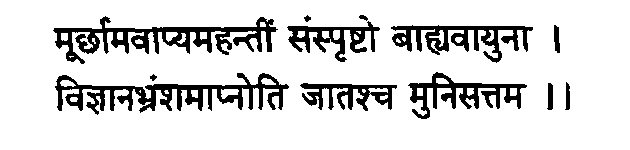 मूर्छामवाप्यमहन्तीं संस्पृष्टो बाह्यवायुना ।
विज्ञानभ्रंशमाप्नोति जातश्च मुनिसत्तम ।।